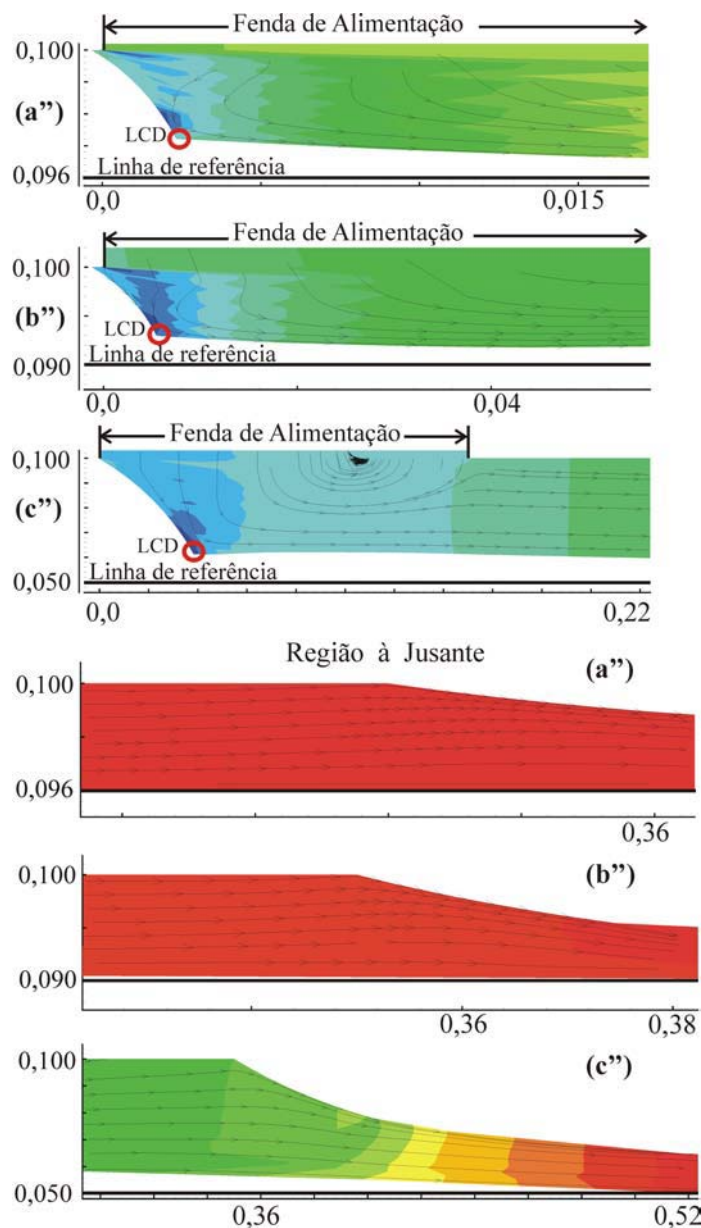 Fenda de Alimentação
0,100
(a”)
LCD
Linha de referência
0,096
0,0
0,015
Fenda de Alimentação
0,100
(b”)
LCD
Linha de referência
0,090
0,0
0,04
Fenda de Alimentação
0,100
(c”)
LCD
Linha de referência
0,050
0,0
0,22
Região à Jusante
(a”)
0,100
0,096
0,36
0,100
(b”)
0,090
0,36
0,38
0,100
(c”)
0,050
0,36
0,52